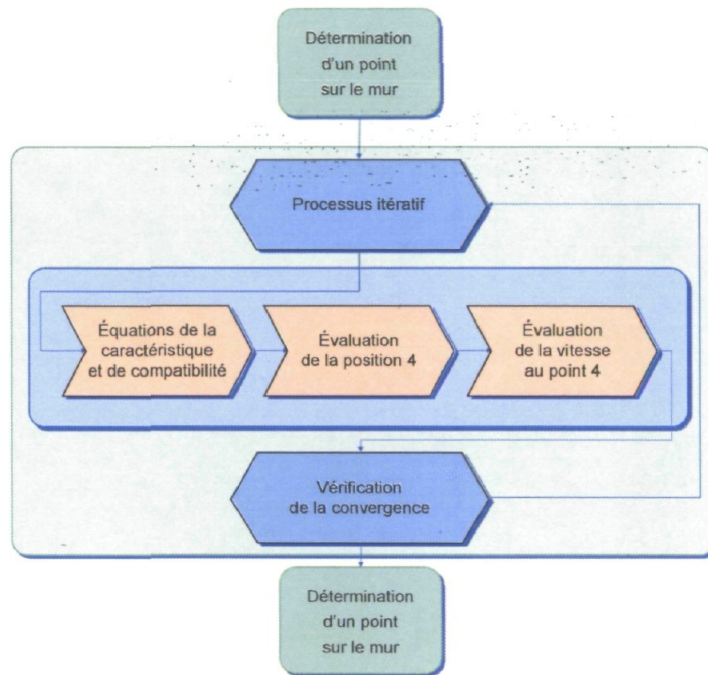 Détermination
d'un point
sur le mur
Processus itératif
Équations de la
caractéristique
et de compatibilité
Évaluation
de la position 4
Évaluation
de la vitesse
au point 4
Vérification
de la convergence
Détermination
d'un point
sur le mur